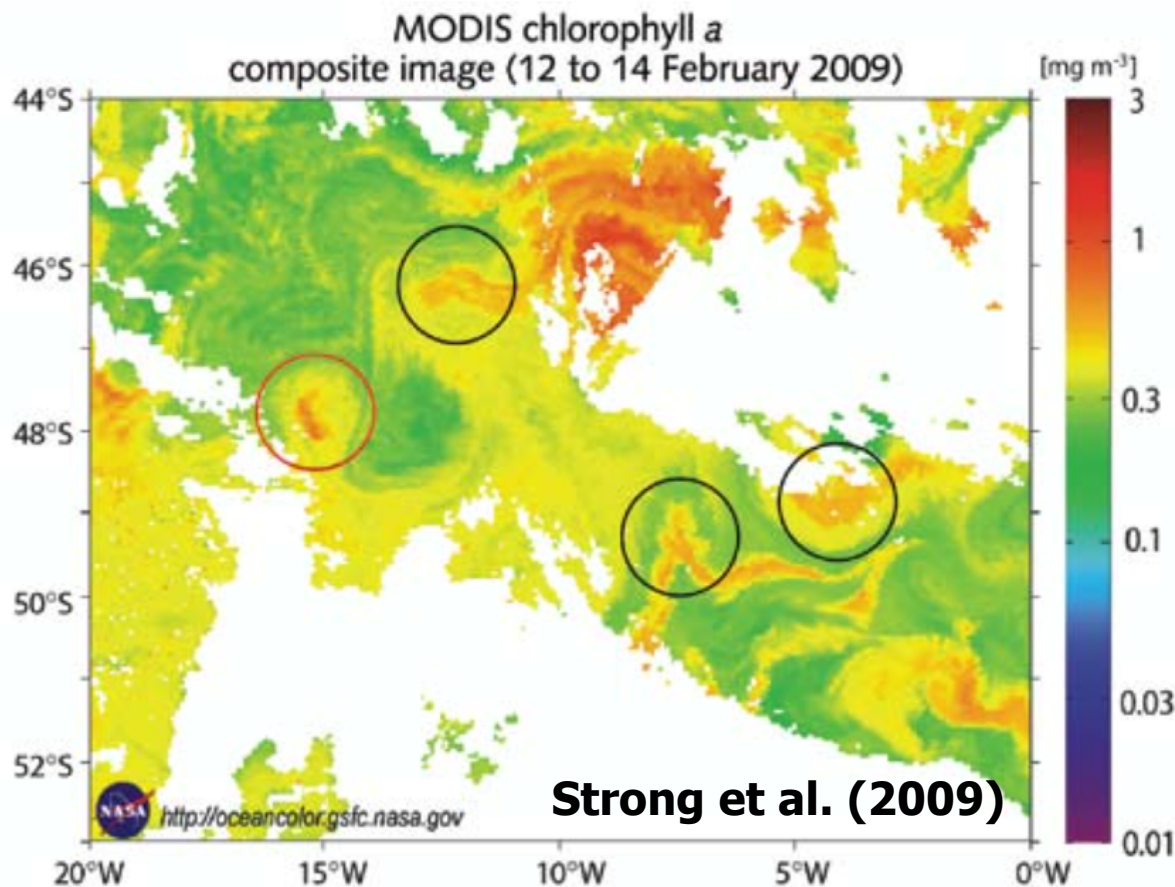 MODIS chlorophyll a
composite image (12 to 14 February 2009)
[mg m⁻³]
44°S
46°S
48°S
50°S
52°S
3
1
0.3
0.1
0.03
0.01
NASA
http://oceancolor.gsfc.nasa.gov
Strong et al. (2009)
20°W
15°W
10°W
5°W
0°W